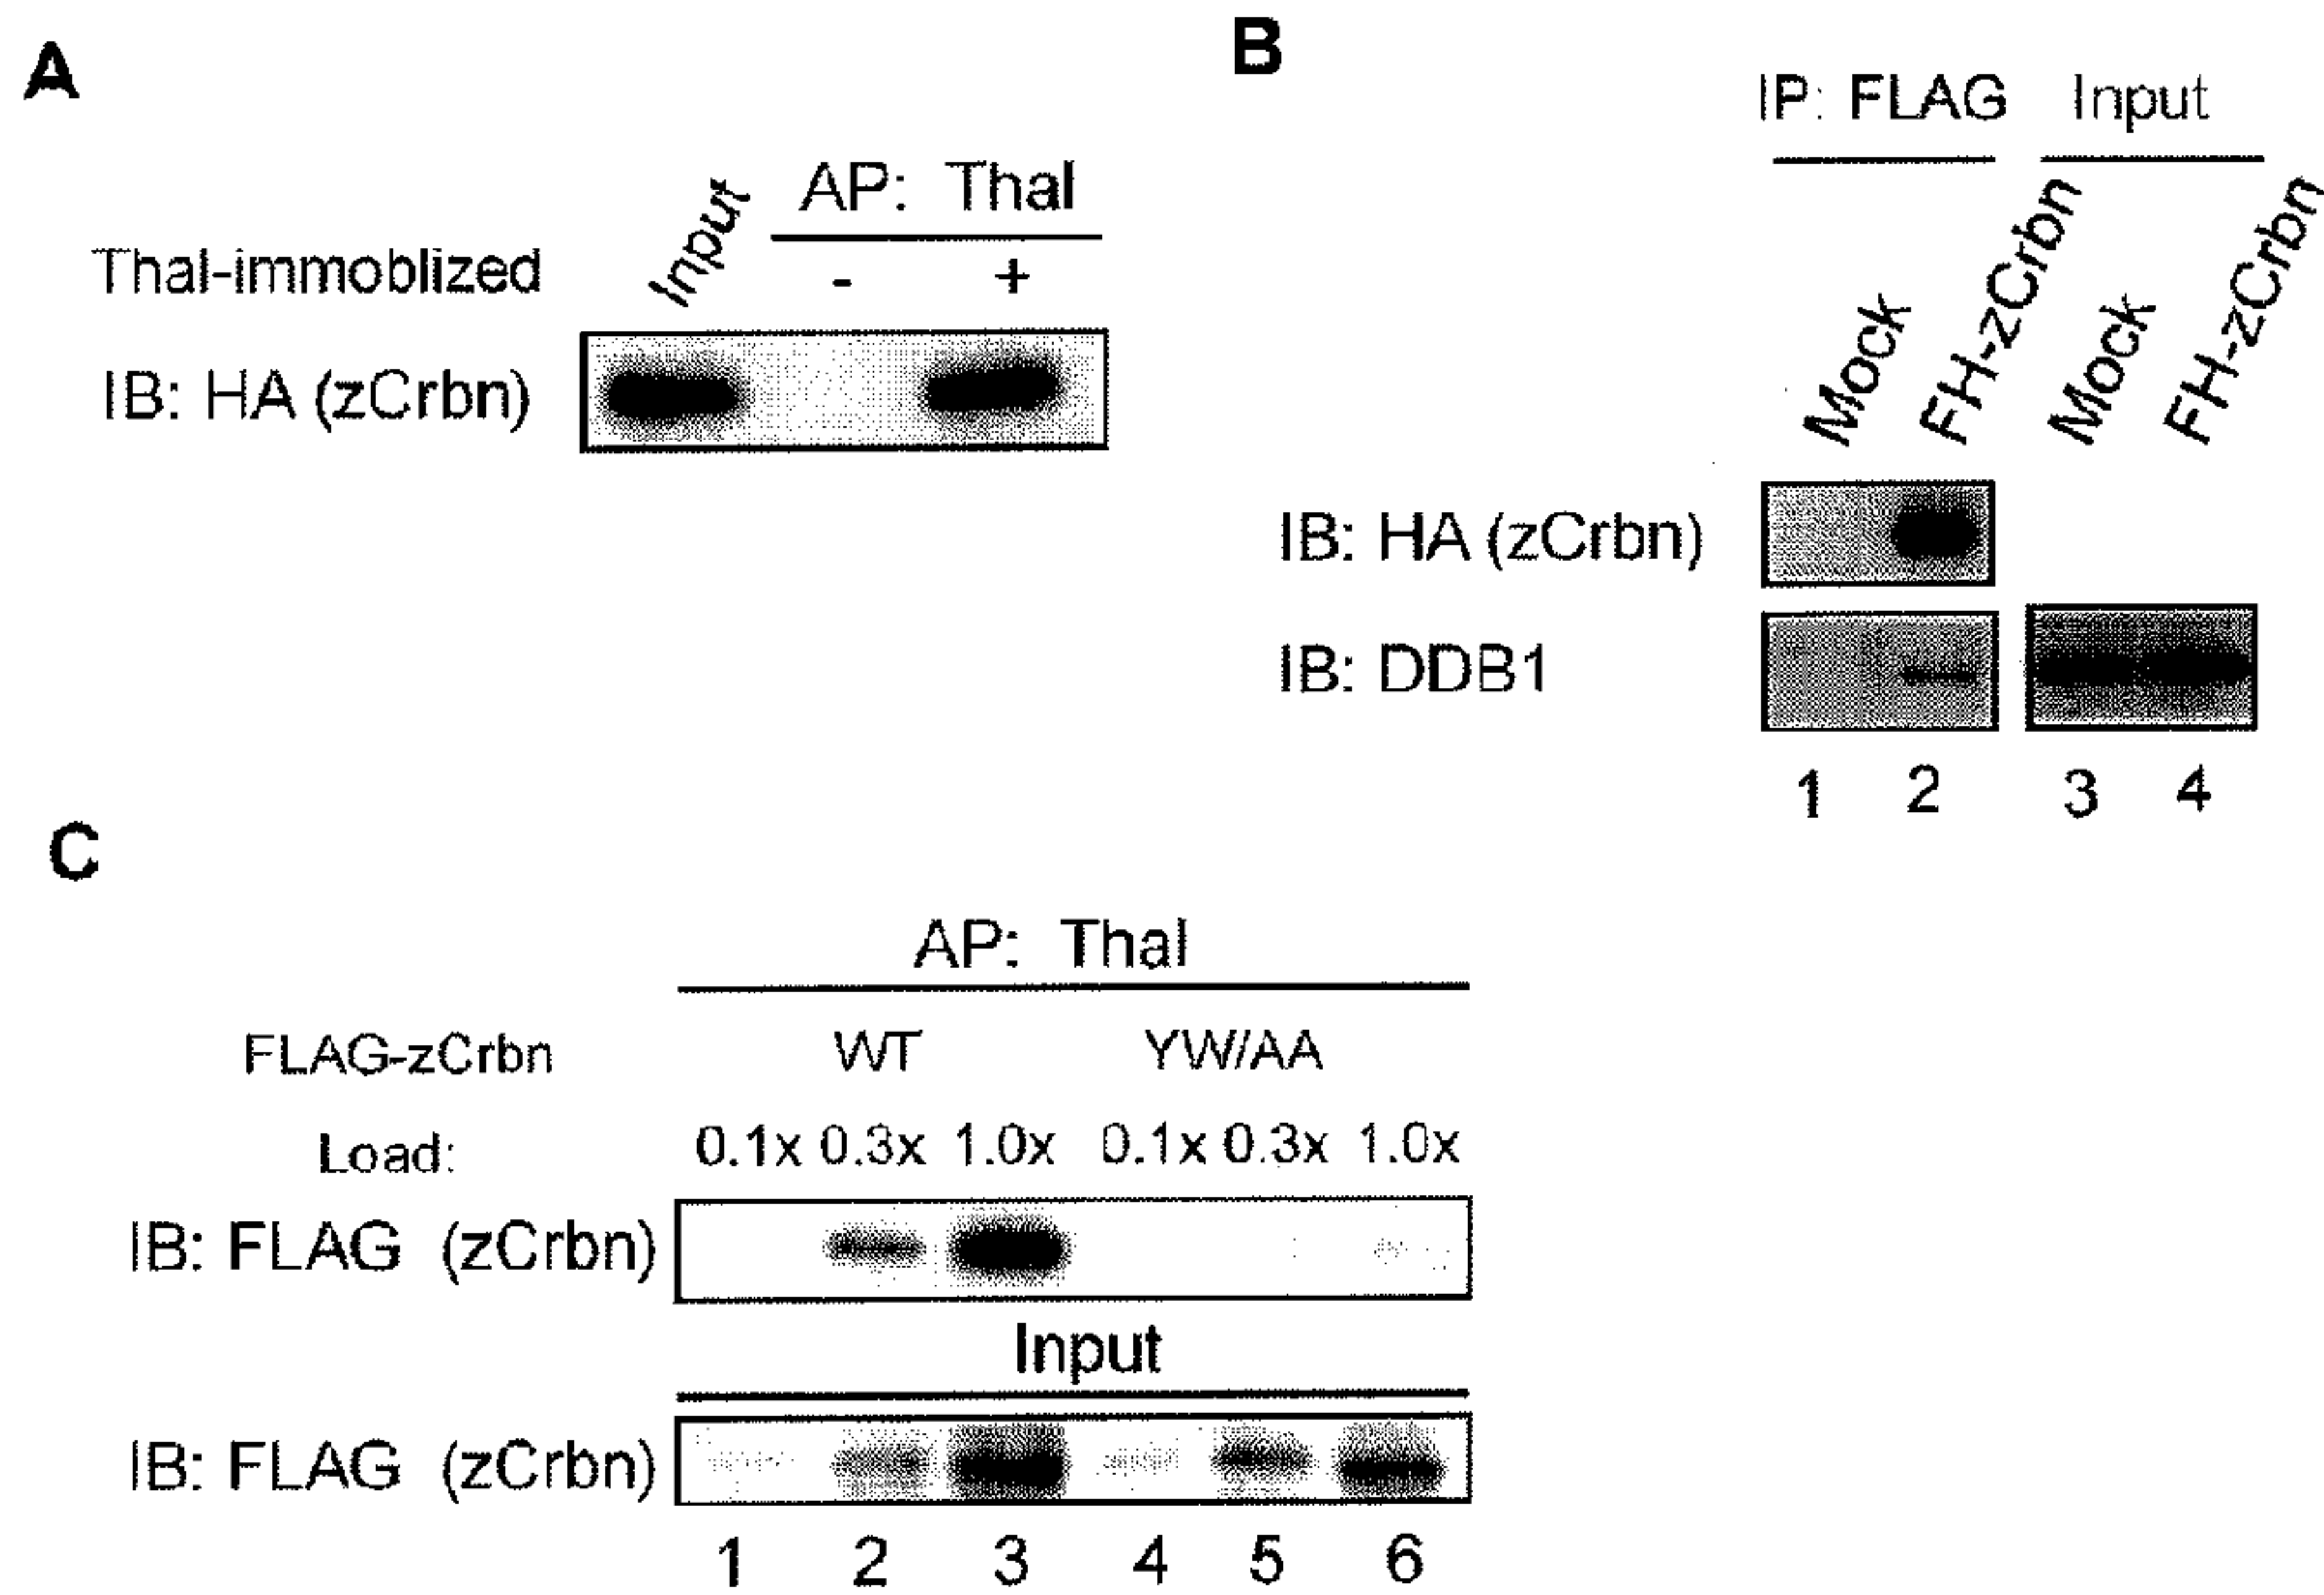 A
AP: Thal
Input
Thal-immoblized - +
IB: HA (zCrbn)
B
IP: FLAG Input
Mock FH-zCrbn Mock FH-zCrbn
IB: HA (zCrbn)
IB: DDB1
1 2 3 4
C
AP: Thal
FLAG-zCrbn WT YW/AA
Load: 0.1x 0.3x 1.0x 0.1x 0.3x 1.0x
IB: FLAG (zCrbn)
Input
IB: FLAG (zCrbn)
1 2 3 4 5 6